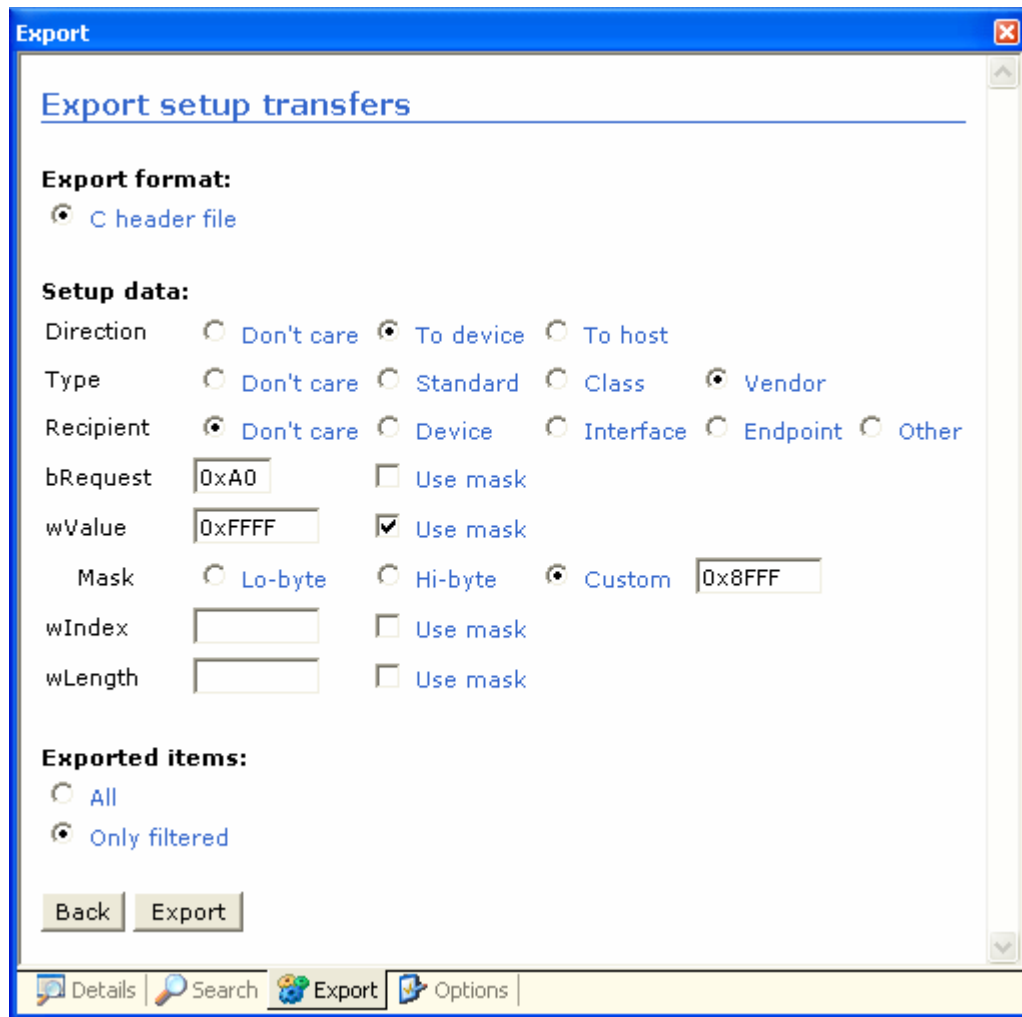 Export
Export setup transfers
Export format:
C header file
Setup data:
Direction Don't care To device To host
Type Don't care Standard Class Vendor
Recipient Don't care Device Interface Endpoint Other
bRequest 0xA0 Use mask
wValue 0xFFFF Use mask
Mask Lo-byte Hi-byte Custom 0x8FFF
wIndex Use mask
wLength Use mask
Exported items:
All
Only filtered
Back Export
Details Search Export Options